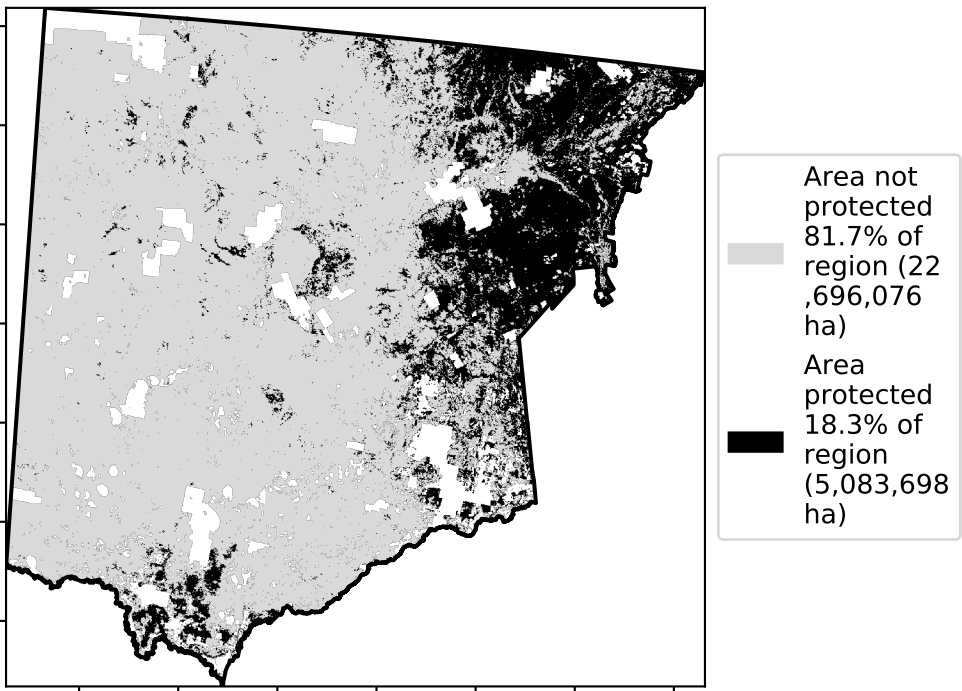 Area not
protected
81.7% of
region (22
,696,076
ha)
Area
protected
18.3% of
region
(5,083,698
ha)